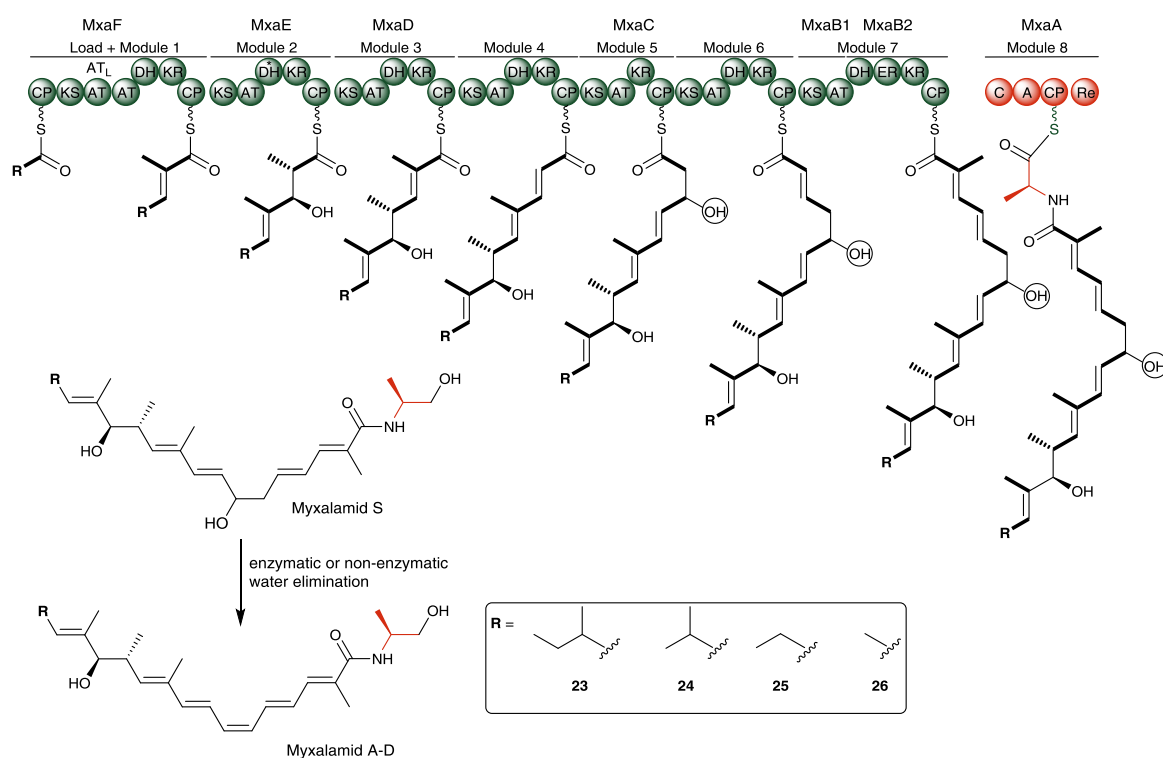 MxaF MxaE MxaD MxaC MxaB1 MxaB2 MxaA
Load + Module 1 Module 2 Module 3 Module 4 Module 5 Module 6 Module 7 Module 8
ATL
DH KR DH* KR DH KR DH KR KR DH KR DH ER KR
CP KS AT AT CP KS AT CP KS AT CP KS AT CP KS AT CP KS AT CP KS AT CP C A CP Re
S S S S S S S S S
O O O O O O O O O
R
R
OH
R
NH
O
OH
R
OH
R
OH
OH
R
OH
OH
R
OH
OH
R
OH
OH
R
R
O
OH
NH
HO
HO
Myxalamid S
enzymatic or non-enzymatic
water elimination
R
O
OH
NH
HO
Myxalamid A-D
R =
23 24 25 26